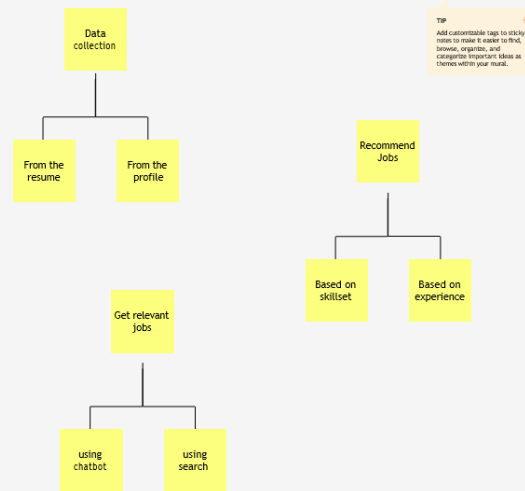 Data
collection
TIP
Add customizable tags to sticky
notes to make it easier to find,
browse, organize, and
categorize important ideas as
themes within your mural.
From the
resume
From the
profile
Recommend
Jobs
Based on
skillset
Based on
experience
Get relevant
jobs
using
chatbot
using
search